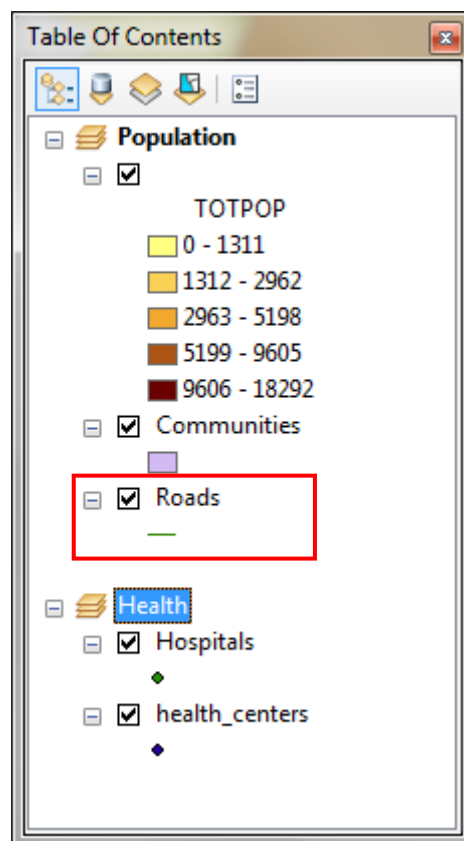 Table Of Contents
Population
TOTPOP
0 - 1311
1312 - 2962
2963 - 5198
5199 - 9605
9606 - 18292
Communities
Roads
Health
Hospitals
health_centers